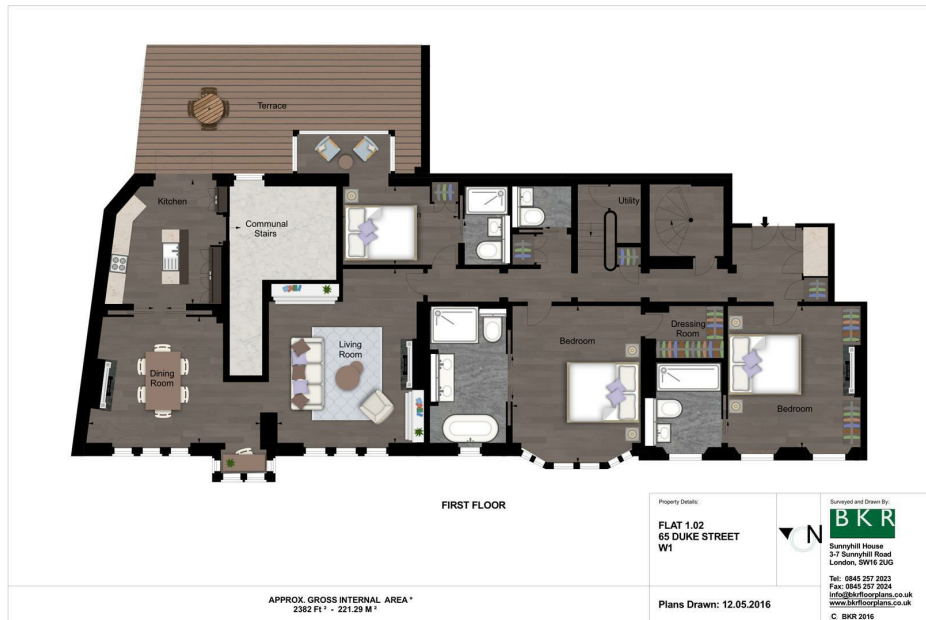 Terrace
Kitchen
Communal
Stairs
Utility
Living
Room
Dining
Room
Bedroom
Dressing
Room
Bedroom
FIRST FLOOR
Property Details:
FLAT 1.02
65 DUKE STREET
W1
N
Surveyed and Drawn By:
BKR
Sunnyhill House
3-7 Sunnyhill Road
London, SW16 2UG
Tel: 0845 257 2023
Fax: 0845 257 2024
info@bkrfloorplans.co.uk
www.bkrfloorplans.co.uk
C BKR 2016
APPROX. GROSS INTERNAL AREA *
2382 Ft ² - 221.29 M ²
Plans Drawn: 12.05.2016